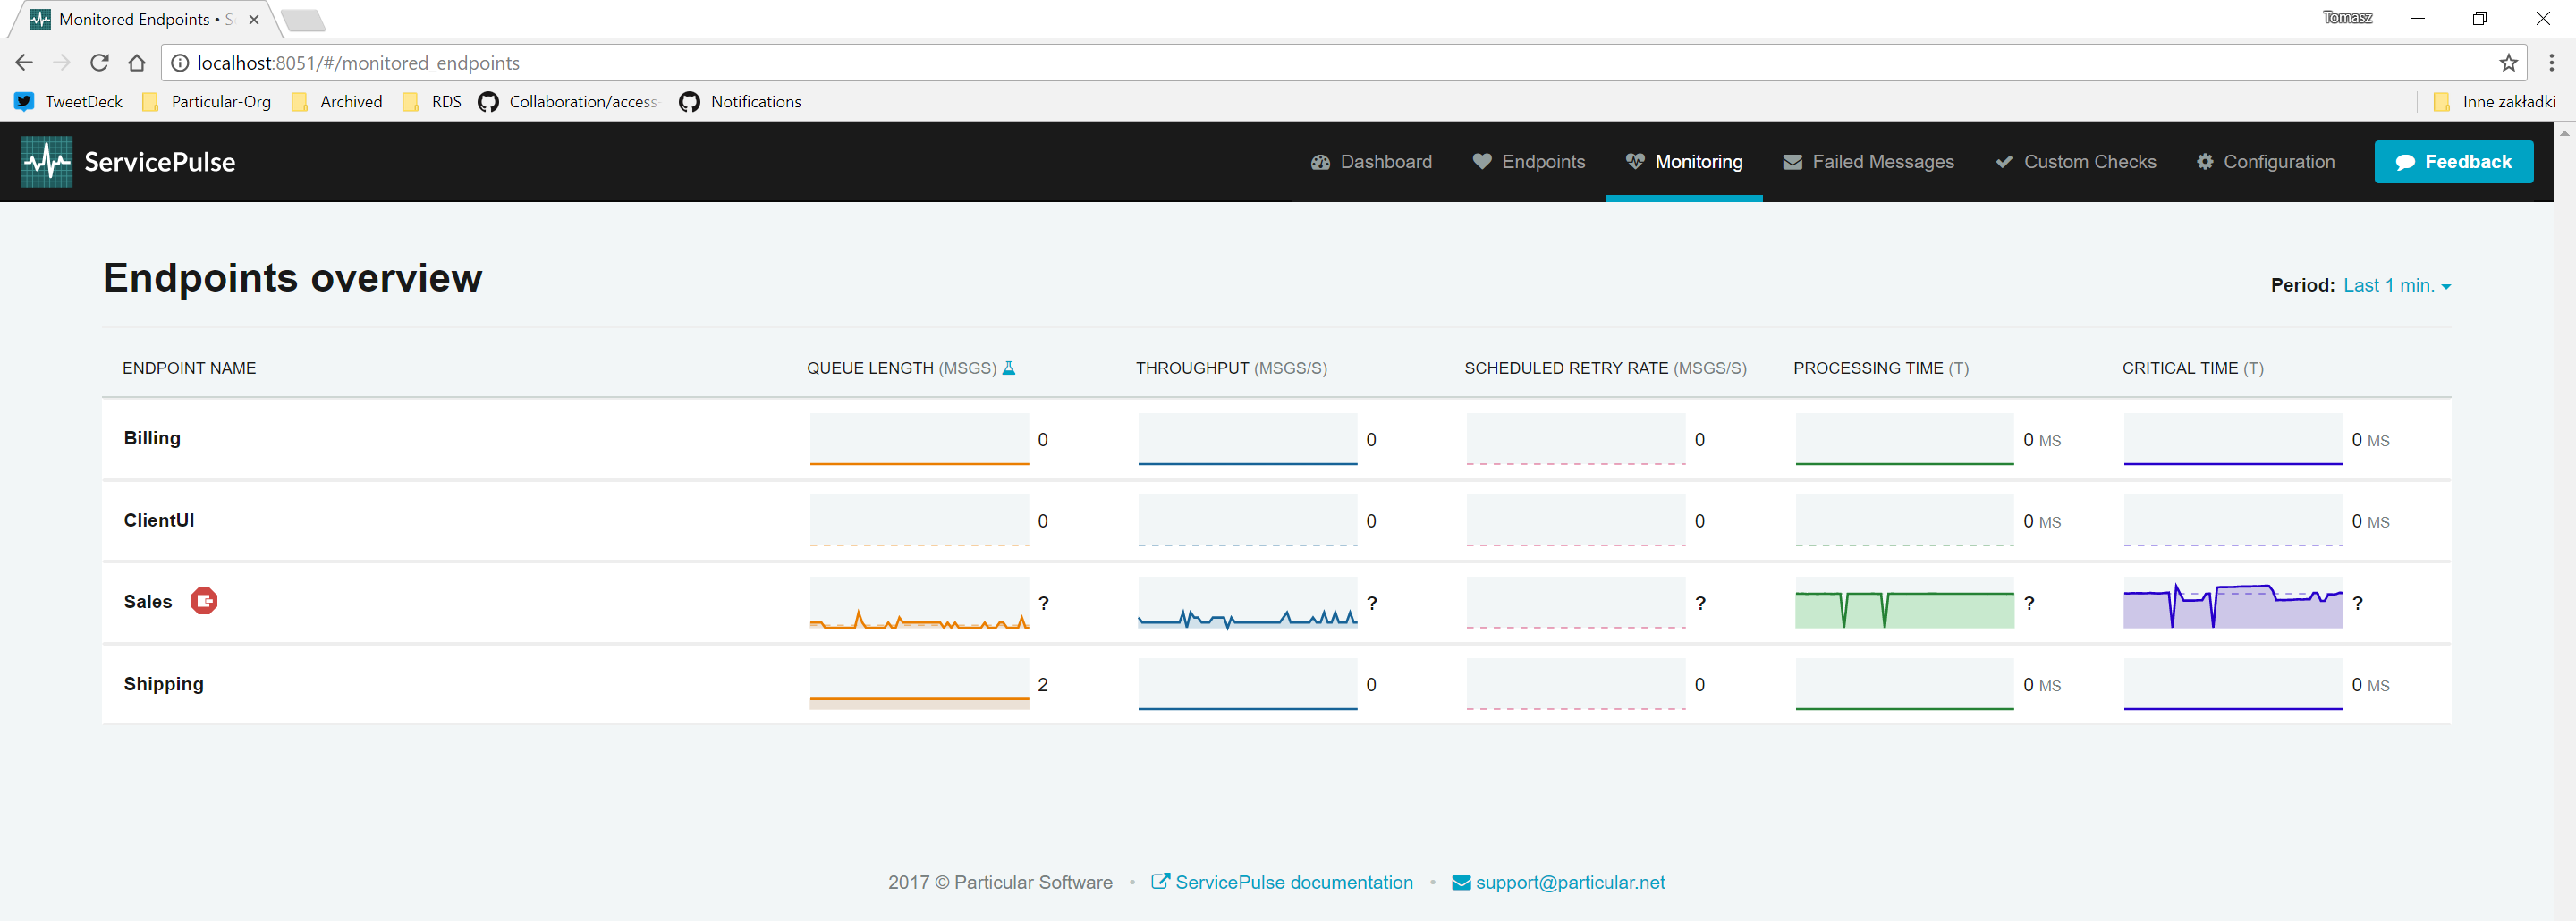 Monitored Endpoints • S
Tomasz
localhost:8051/#/monitored_endpoints
TweetDeck Particular-Org Archived RDS Collaboration/access- Notifications Inne zakładki
ServicePulse Dashboard Endpoints Monitoring Failed Messages Custom Checks Configuration Feedback
Endpoints overview
Period: Last 1 min.
ENDPOINT NAME QUEUE LENGTH (MSGS) THROUGHPUT (MSGS/S) SCHEDULED RETRY RATE (MSGS/S) PROCESSING TIME (T) CRITICAL TIME (T)
Billing 0 0 0 0 MS 0 MS
ClientUI 0 0 0 0 MS 0 MS
Sales ? ? ? ? ?
Shipping 2 0 0 0 MS 0 MS
2017 © Particular Software • ServicePulse documentation • support@particular.net